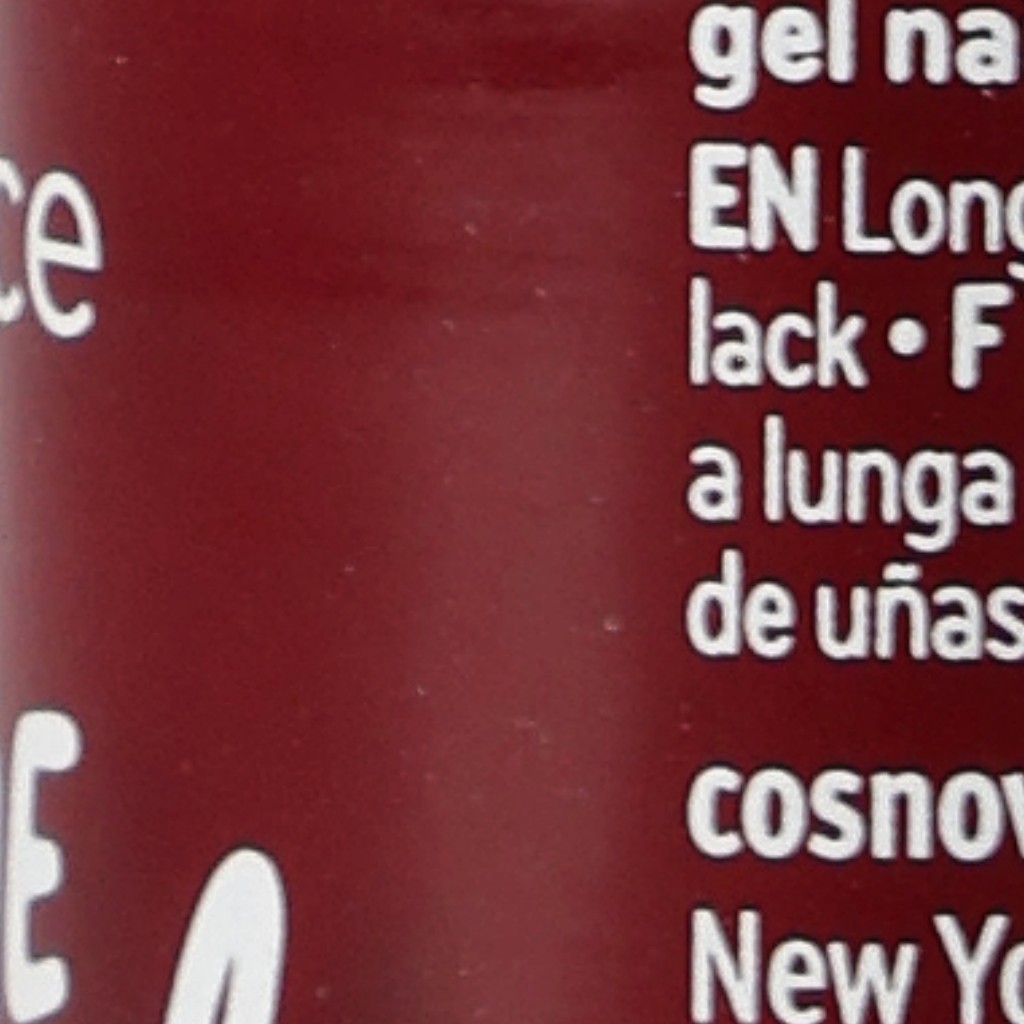 gel na
EN Long
lack • F
a lunga
de uñas
cosnov
New Yo
ce
E